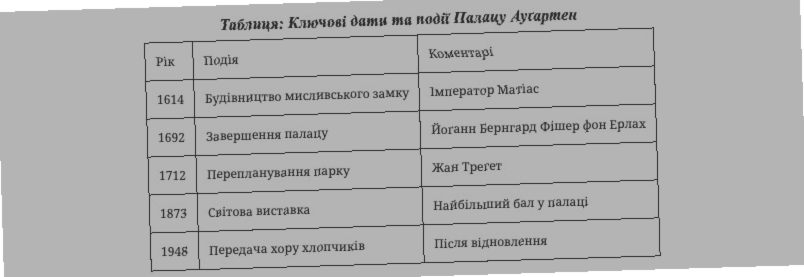 Таблиця: Ключові дати та події Палацу Аугартен
Рік Подія Коментарі
1614 Будівництво мисливського замку Імператор Матіас
1692 Завершення палацу Йоганн Бернгард Фішер фон Ерлах
1712 Перепланування парку Жан Трегет
1873 Світова виставка Найбільший бал у палаці
1948 Передача хору хлопчиків Після відновлення